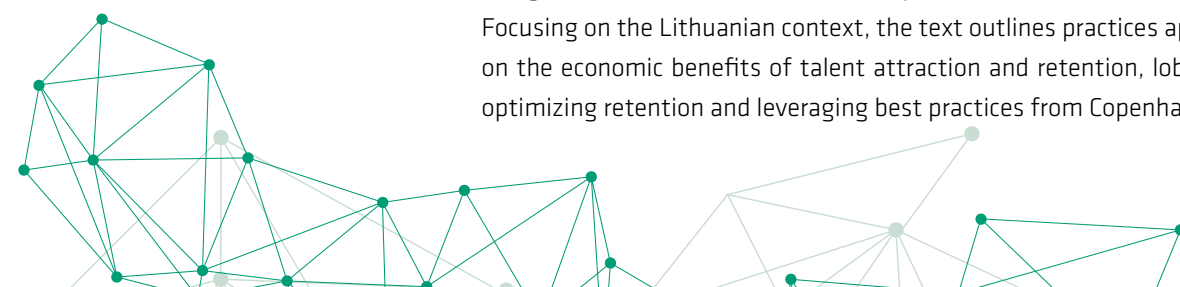 Focusing on the Lithuanian context, the text outlines practices
on the economic benefits of talent attraction and retention,
optimizing retention and leveraging best practices from